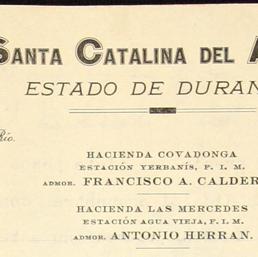 SANTA CATALINA DEL A
ESTADO DE DURAN
Río.
HACIENDA COVADONGA
ESTACIÓN YERBANÍS, F. I. M.
ADMOR. FRANCISCO A. CALDER
HACIENDA LAS MERCEDES
ESTACIÓN AGUA VIEJA, F. I. M.
ADMOR. ANTONIO HERRAN.